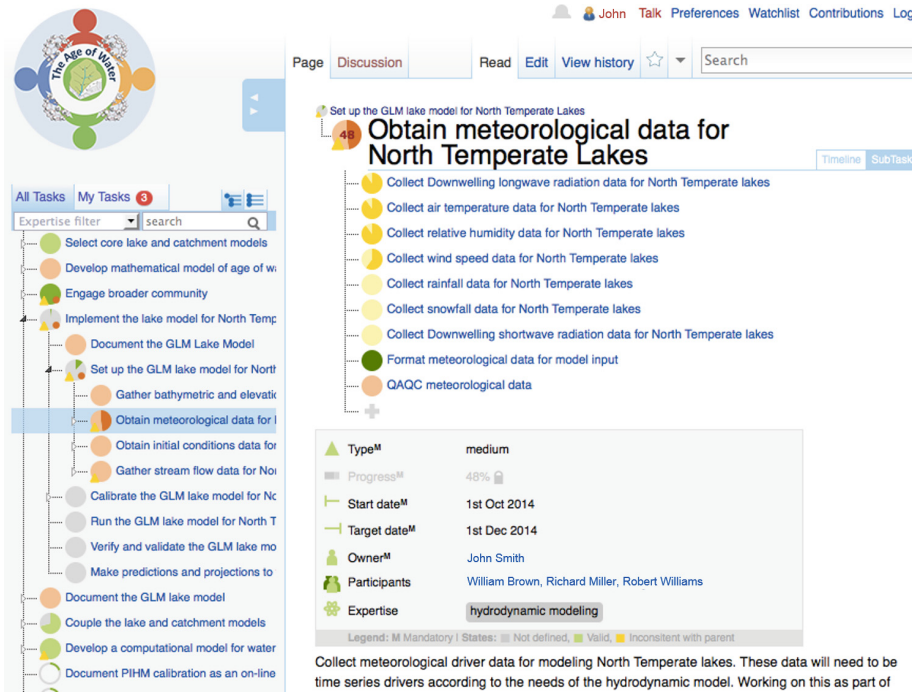 John Talk Preferences Watchlist Contributions Log
The Age of Water
Page Discussion Read Edit View history Search
Set up the GLM lake model for North Temperate Lakes
48 Obtain meteorological data for
North Temperate Lakes
Timeline SubTask
All Tasks My Tasks 3
Expertise filter search
Select core lake and catchment models
Develop mathematical model of age of wa
Engage broader community
Implement the lake model for North Temp
Document the GLM Lake Model
Set up the GLM lake model for North
Gather bathymetric and elevatio
Obtain meteorological data for
Obtain initial conditions data for
Gather stream flow data for Nor
Calibrate the GLM lake model for No
Run the GLM lake model for North T
Verify and validate the GLM lake mo
Make predictions and projections to
Document the GLM lake model
Couple the lake and catchment models
Develop a computational model for water
Document PIHM calibration as an on-line
Collect Downwelling longwave radiation data for North Temperate lakes
Collect air temperature data for North Temperate lakes
Collect relative humidity data for North Temperate lakes
Collect wind speed data for North Temperate lakes
Collect rainfall data for North Temperate lakes
Collect snowfall data for North Temperate lakes
Collect Downwelling shortwave radiation data for North Temperate lakes
Format meteorological data for model input
QAQC meteorological data
Type^M medium
Progress^M 48%
Start date^M 1st Oct 2014
Target date^M 1st Dec 2014
Owner^M John Smith
Participants William Brown, Richard Miller, Robert Williams
Expertise hydrodynamic modeling
Legend: M Mandatory | States: Not defined, Valid, Inconsitent with parent
Collect meteorological driver data for modeling North Temperate lakes. These data will need to be
time series drivers according to the needs of the hydrodynamic model. Working on this as part of